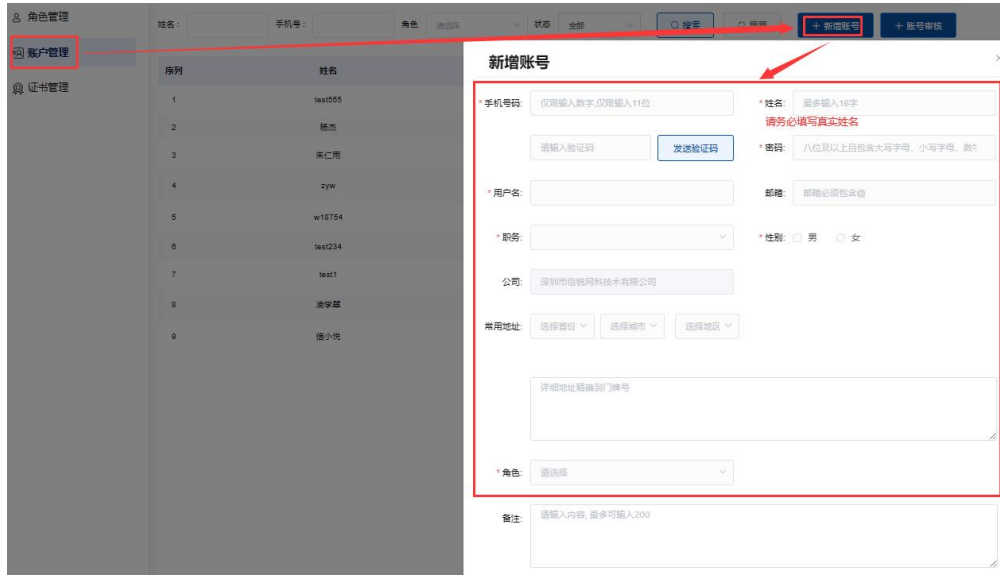 角色管理
账户管理
证书管理
姓名:
手机号:
角色
请选择
状态
全部
搜索
重置
+ 新增账号
+ 账号审核
序列
姓名
1
test555
2
杨杰
3
朱仁雨
4
zyw
5
w18754
6
test234
7
test1
8
9
信小悦
新增账号
* 手机号码: 仅限输入数字,仅限输入11位
* 姓名: 最多输入16字
请务必填写真实姓名
请输入验证码
发送验证码
* 密码: 八位及以上且包含大写字母、小写字母、数字
* 用户名:
邮箱: 邮箱必须包含@
* 职务:
* 性别: 男 女
公司: 深圳市信锐网科技术有限公司
常用地址: 选择省份 选择城市 选择地区
详细地址精确到门牌号
* 角色: 请选择
备注: 请输入内容, 最多可输入200